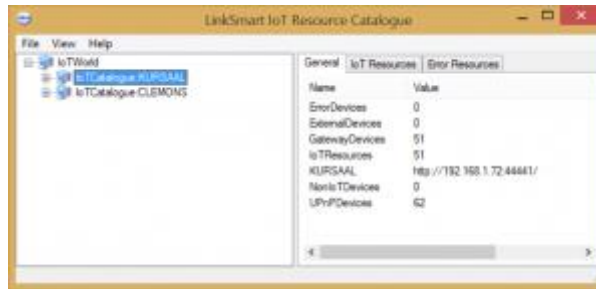 LinkSmart IoT Resource Catalogue
File View Help
IoTWorld
IoTCatalogue:KURSAAL
IoTCatalogue:CLEMONS
General IoT Resources Error Resources
Name Value
ErrorDevices 0
ExternalDevices 0
GatewayDevices 51
IoTResources 51
KURSAAL http://192.168.1.72:44441/
NonIoTDevices 0
UPnPDevices 62